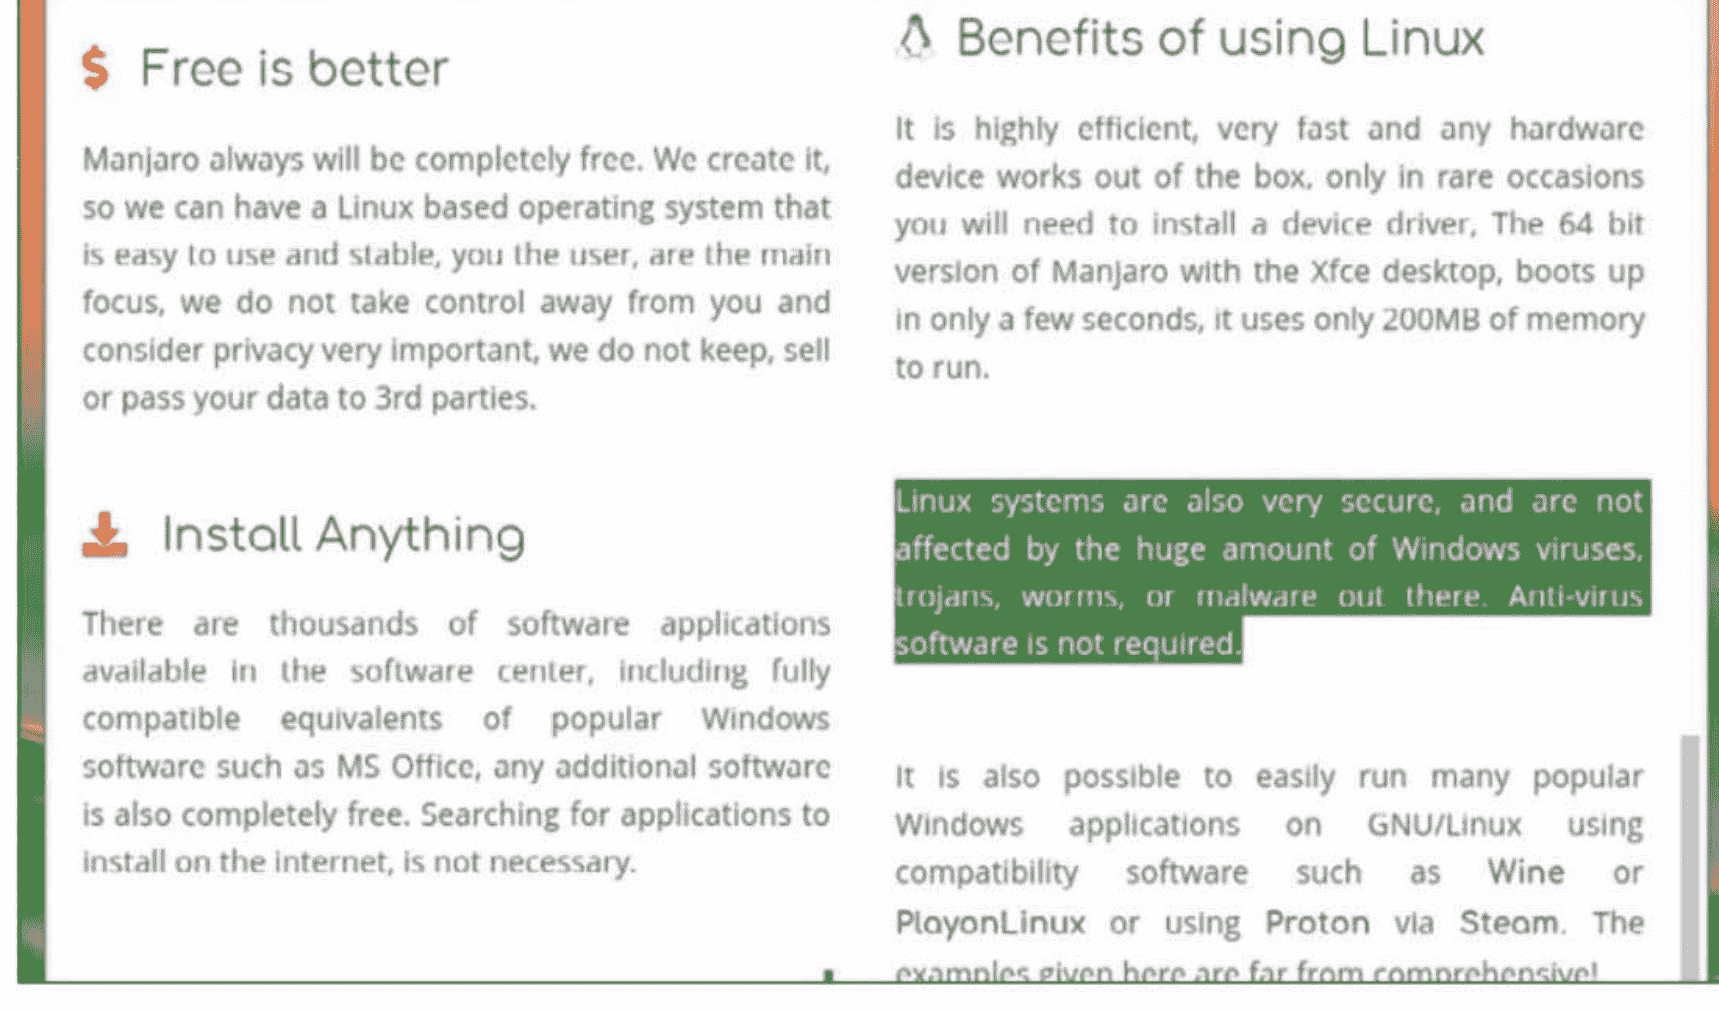 Free is better
Manjaro always will be completely free. We create it,
so we can have a Linux based operating system that
is easy to use and stable, you the user, are the main
focus, we do not take control away from you and
consider privacy very important, we do not keep, sell
or pass your data to 3rd parties.
Install Anything
There are thousands of software applications
available in the software center, including fully
compatible equivalents of popular Windows
software such as MS Office, any additional software
is also completely free. Searching for applications to
install on the internet, is not necessary.
Benefits of using Linux
It is highly efficient, very fast and any hardware
device works out of the box, only in rare occasions
you will need to install a device driver, The 64 bit
version of Manjaro with the Xfce desktop, boots up
in only a few seconds, it uses only 200MB of memory
to run.
Linux systems are also very secure, and are not
affected by the huge amount of Windows viruses,
trojans, worms, or malware out there. Anti-virus
software is not required.
It is also possible to easily run many popular
Windows applications on GNU/Linux using
compatibility software such as Wine or
PlayonLinux or using Proton via Steam. The
examples given here are far from comprehensive!